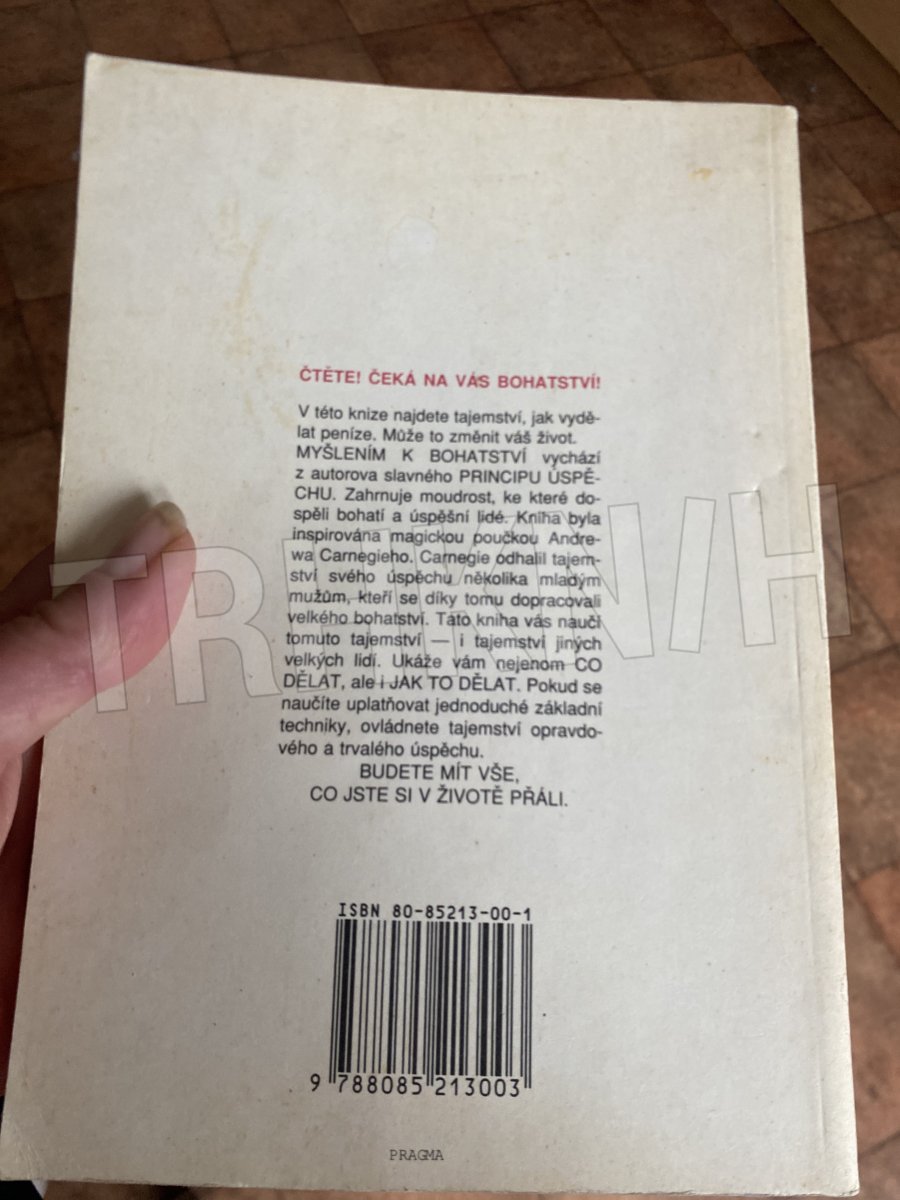 ČTĚTE! ČEKÁ NA VÁS BOHATSTVÍ!
V této knize najdete tajemství, jak vydě-
lat peníze. Může to změnit váš život.
MYŠLENÍM K BOHATSTVÍ vychází
z autorova slavného PRINCIPU ÚSPĚ-
CHU. Zahrnuje moudrost, ke které do-
spěli bohatí a úspěšní lidé. Kniha byla
inspirována magickou poučkou Andre-
wa Carnegieho. Carnegie odhalil tajem-
ství svého úspěchu několika mladým
mužům, kteří se díky tomu dopracovali
velkého bohatství. Tato kniha vás naučí
tomuto tajemství — i tajemství jiných
velkých lidí. Ukáže vám nejenom CO
DĚLAT, ale i JAK TO DĚLAT. Pokud se
naučíte uplatňovat jednoduché základní
techniky, ovládnete tajemství opravdo-
vého a trvalého úspěchu.
BUDETE MÍT VŠE,
CO JSTE SI V ŽIVOTĚ PŘÁLI.
ISBN 80-85213-00-1
9 788085 213003
PRAGMA